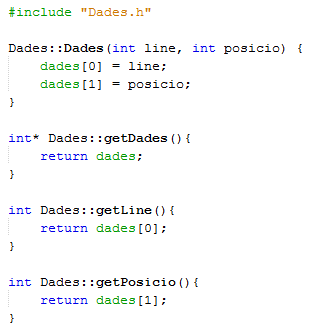 #include "Dades.h"
Dades::Dades(int line, int posicio) {
dades[0] = line;
dades[1] = posicio;
}
int* Dades::getDades(){
return dades;
}
int Dades::getLine(){
return dades[0];
}
int Dades::getPosicio(){
return dades[1];
}